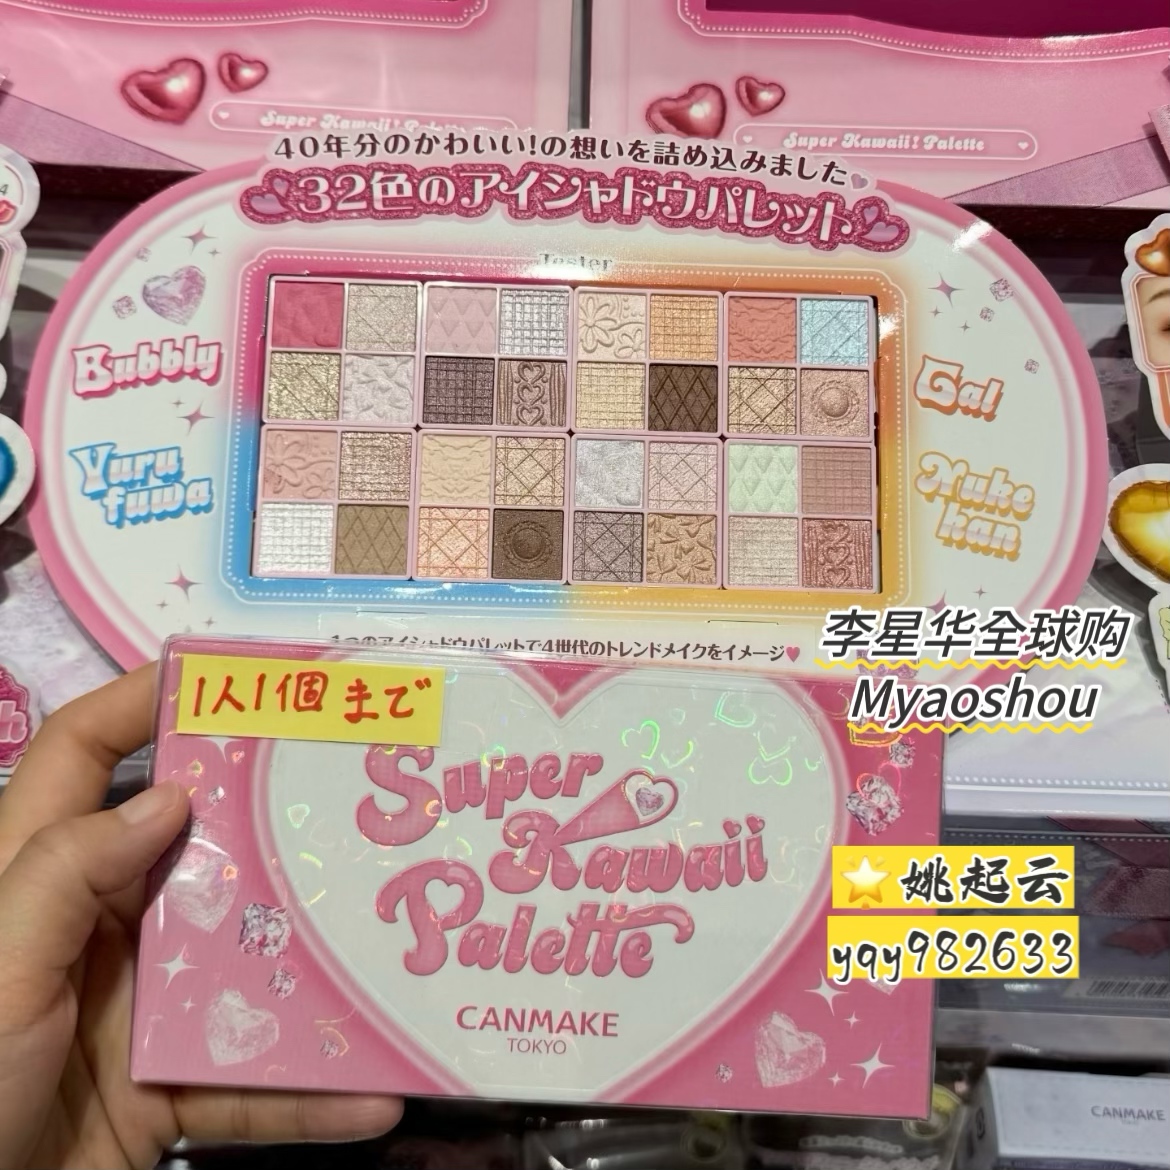 Super Kawaii! Palette
Super Kawaii! Palette
40年分のかわいい!の想いを詰め込みました
32色のアイシャドウパレット
Tester
Bubbly
Gal
Yuru
fuwa
Nuke
kan
1つのアイシャドウパレットで4世代のトレンドメイクをイメージ♥
李星华全球购
Myaoshou
1人1個まで
Super
Kawaii
Palette
CANMAKE
TOKYO
🌟姚起云
yqy982633
CANMAKE